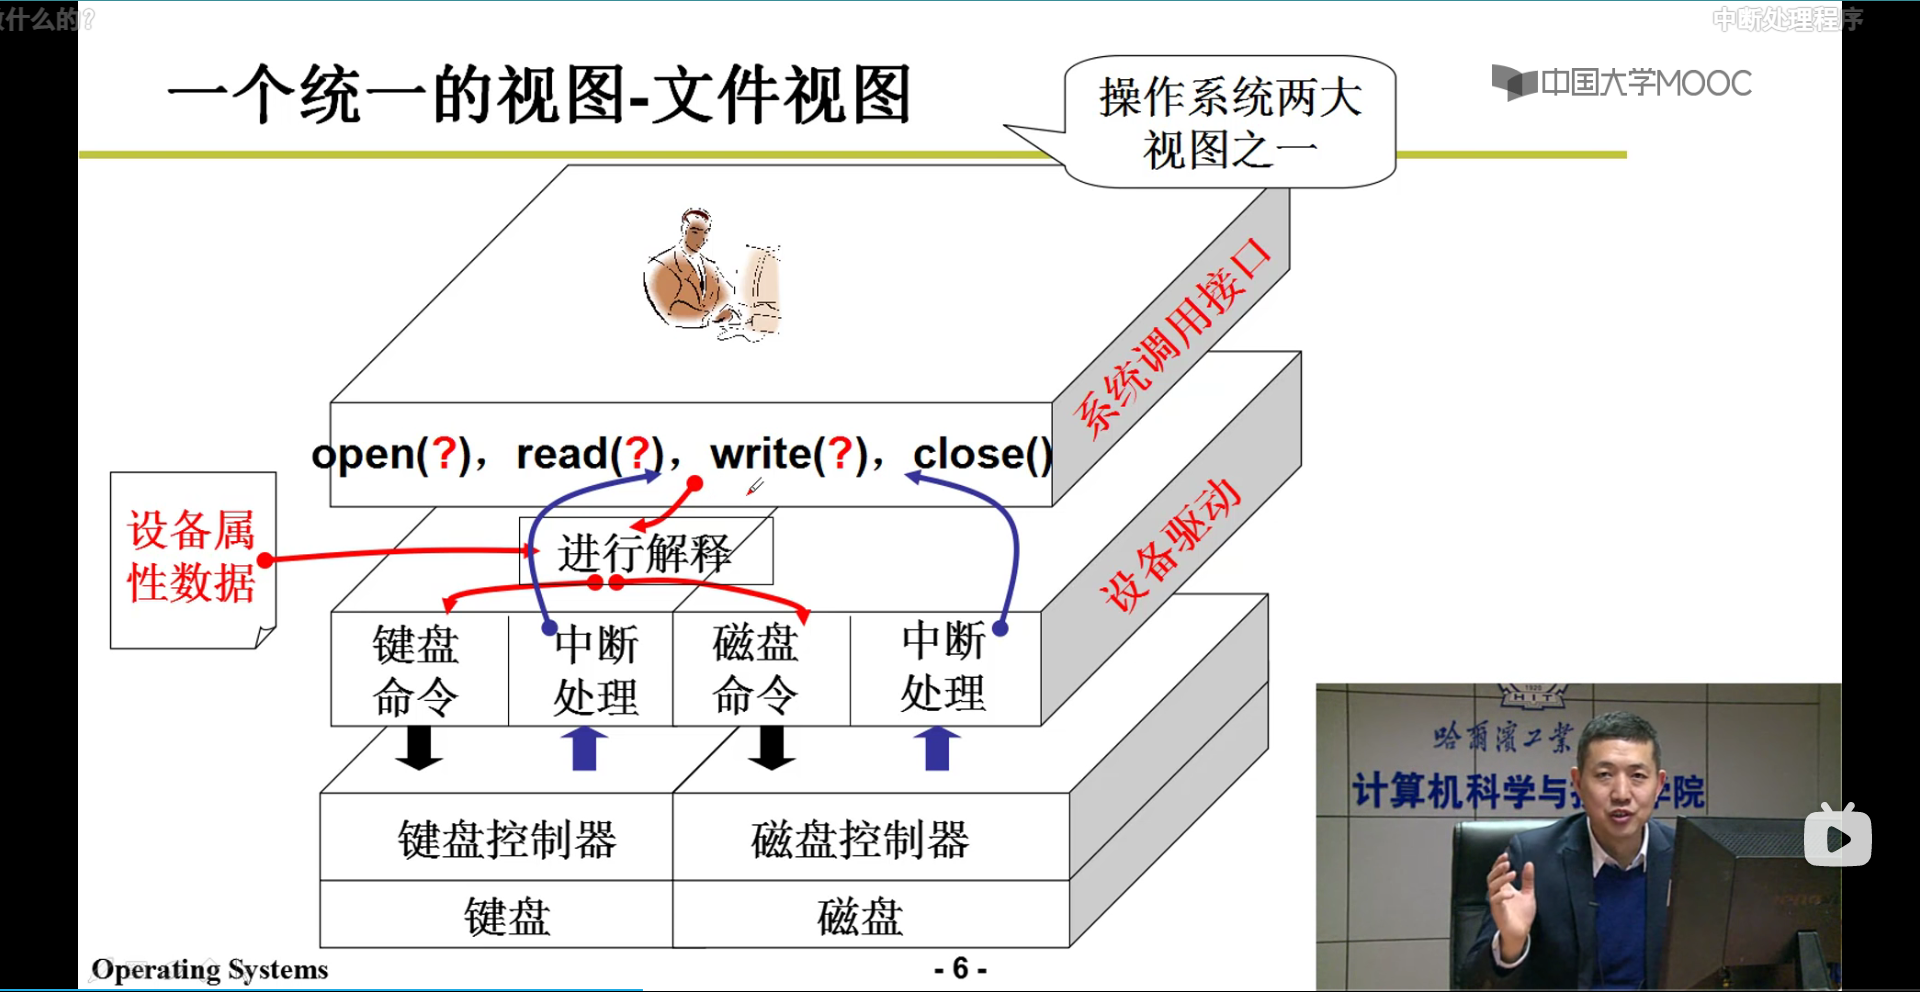 什么的?
中断处理程序
一个统一的视图-文件视图
操作系统两大
视图之一
中国大学MOOC
系统调用接口
open(?)，read(?)，write(?)，close()
设备属
性数据
进行解释
设备驱动
键盘
命令
中断
处理
磁盘
命令
中断
处理
键盘控制器
磁盘控制器
键盘
磁盘
Operating Systems
- 6 -
1920
HIT
哈爾濱工業
计算机科学与
学院